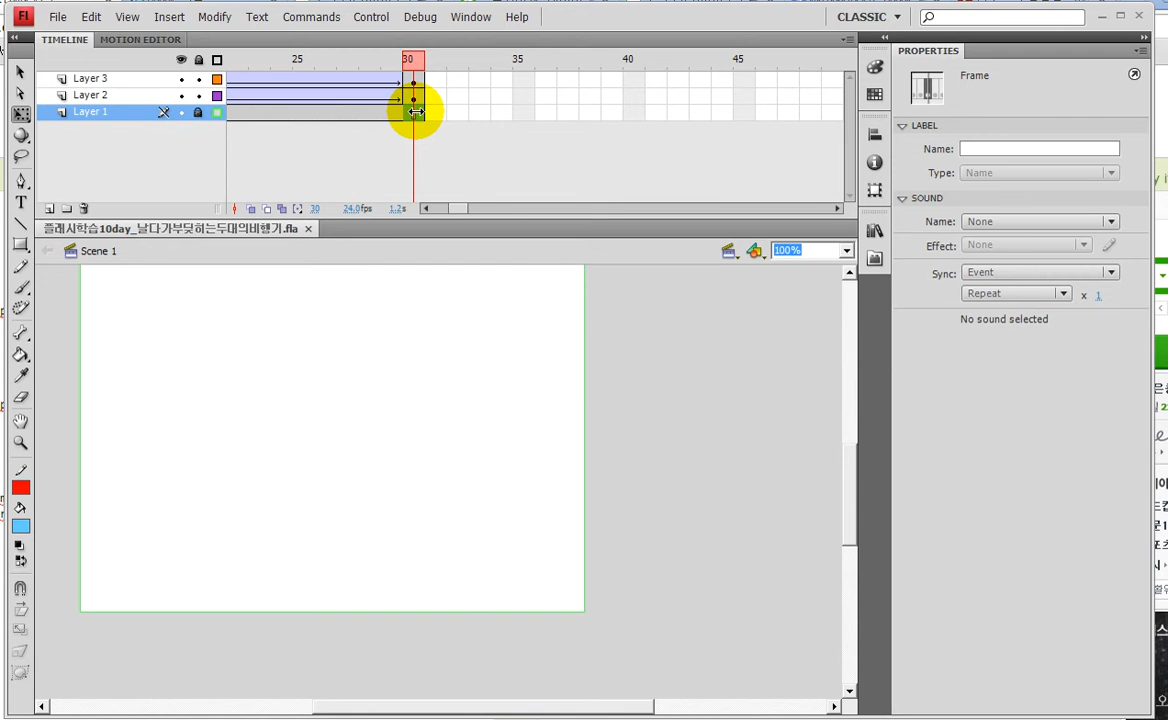 Fl File Edit View Insert Modify Text Commands Control Debug Window Help CLASSIC
TIMELINE MOTION EDITOR
25 30 35 40 45
Layer 3
Layer 2
Layer 1
30 24.0fps 1.2s
플래시학습10day_날다가부딪히는두대의비행기.fla
Scene 1 100%
PROPERTIES
Frame
LABEL
Name:
Type: Name
SOUND
Name: None
Effect: None
Sync: Event
Repeat x 1
No sound selected